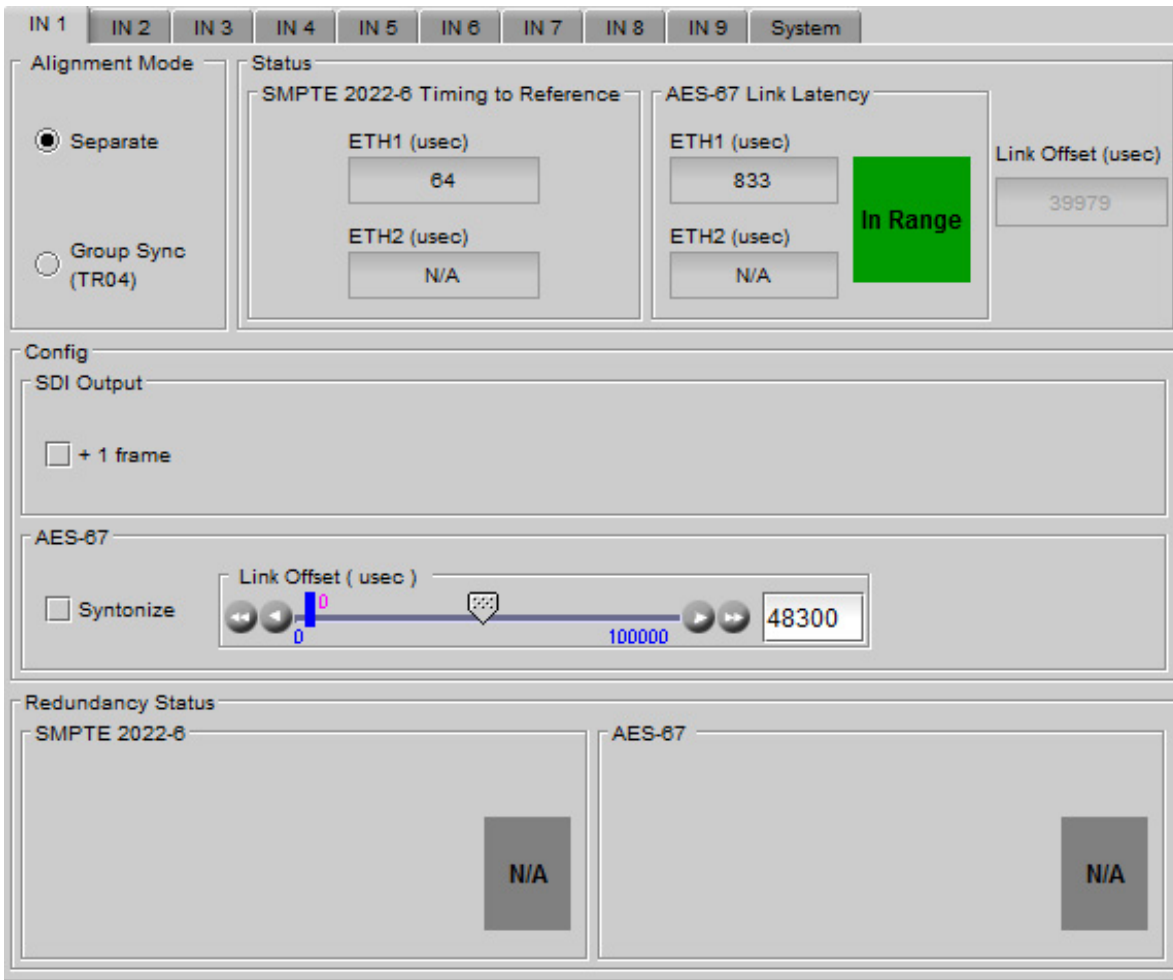 IN 1 IN 2 IN 3 IN 4 IN 5 IN 6 IN 7 IN 8 IN 9 System
Alignment Mode
Separate
Group Sync
(TR04)
Status
SMPTE 2022-6 Timing to Reference
ETH1 (usec)
64
ETH2 (usec)
N/A
AES-67 Link Latency
ETH1 (usec)
833
ETH2 (usec)
N/A
In Range
Link Offset (usec)
39979
Config
SDI Output
+ 1 frame
AES-67
Syntonize
Link Offset ( usec )
0
0 100000
48300
Redundancy Status
SMPTE 2022-6
N/A
AES-67
N/A